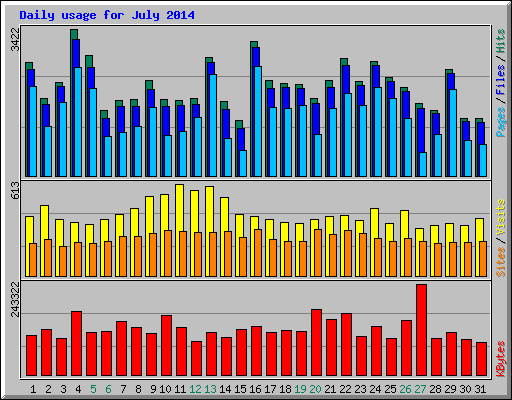 Daily usage for July 2014
3422
Pages / Files / Hits
613
Sites / Visits
243322
KBytes
1 2 3 4 5 6 7 8 9 10 11 12 13 14 15 16 17 18 19 20 21 22 23 24 25 26 27 28 29 30 31